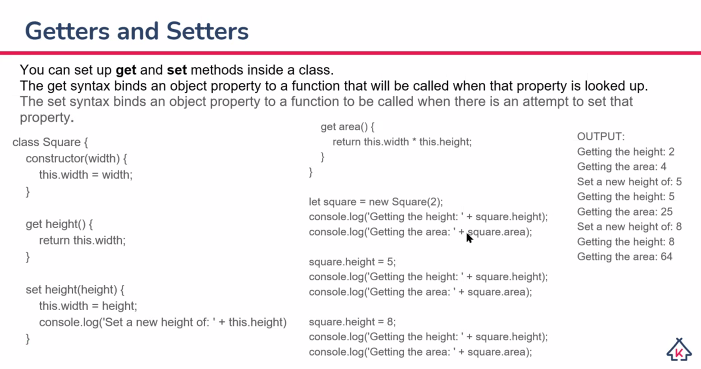 Getters and Setters
You can set up get and set methods inside a class.
The get syntax binds an object property to a function that will be called when that property is looked up.
The set syntax binds an object property to a function to be called when there is an attempt to set that
property.
class Square {
constructor(width) {
this.width = width;
}
get height() {
return this.width;
}
set height(height) {
this.width = height;
console.log('Set a new height of: ' + this.height)
}
get area() {
return this.width * this.height;
}
}
let square = new Square(2);
console.log('Getting the height: ' + square.height);
console.log('Getting the area: ' + square.area);
square.height = 5;
console.log('Getting the height: ' + square.height);
console.log('Getting the area: ' + square.area);
square.height = 8;
console.log('Getting the height: ' + square.height);
console.log('Getting the area: ' + square.area);
OUTPUT:
Getting the height: 2
Getting the area: 4
Set a new height of: 5
Getting the height: 5
Getting the area: 25
Set a new height of: 8
Getting the height: 8
Getting the area: 64
K